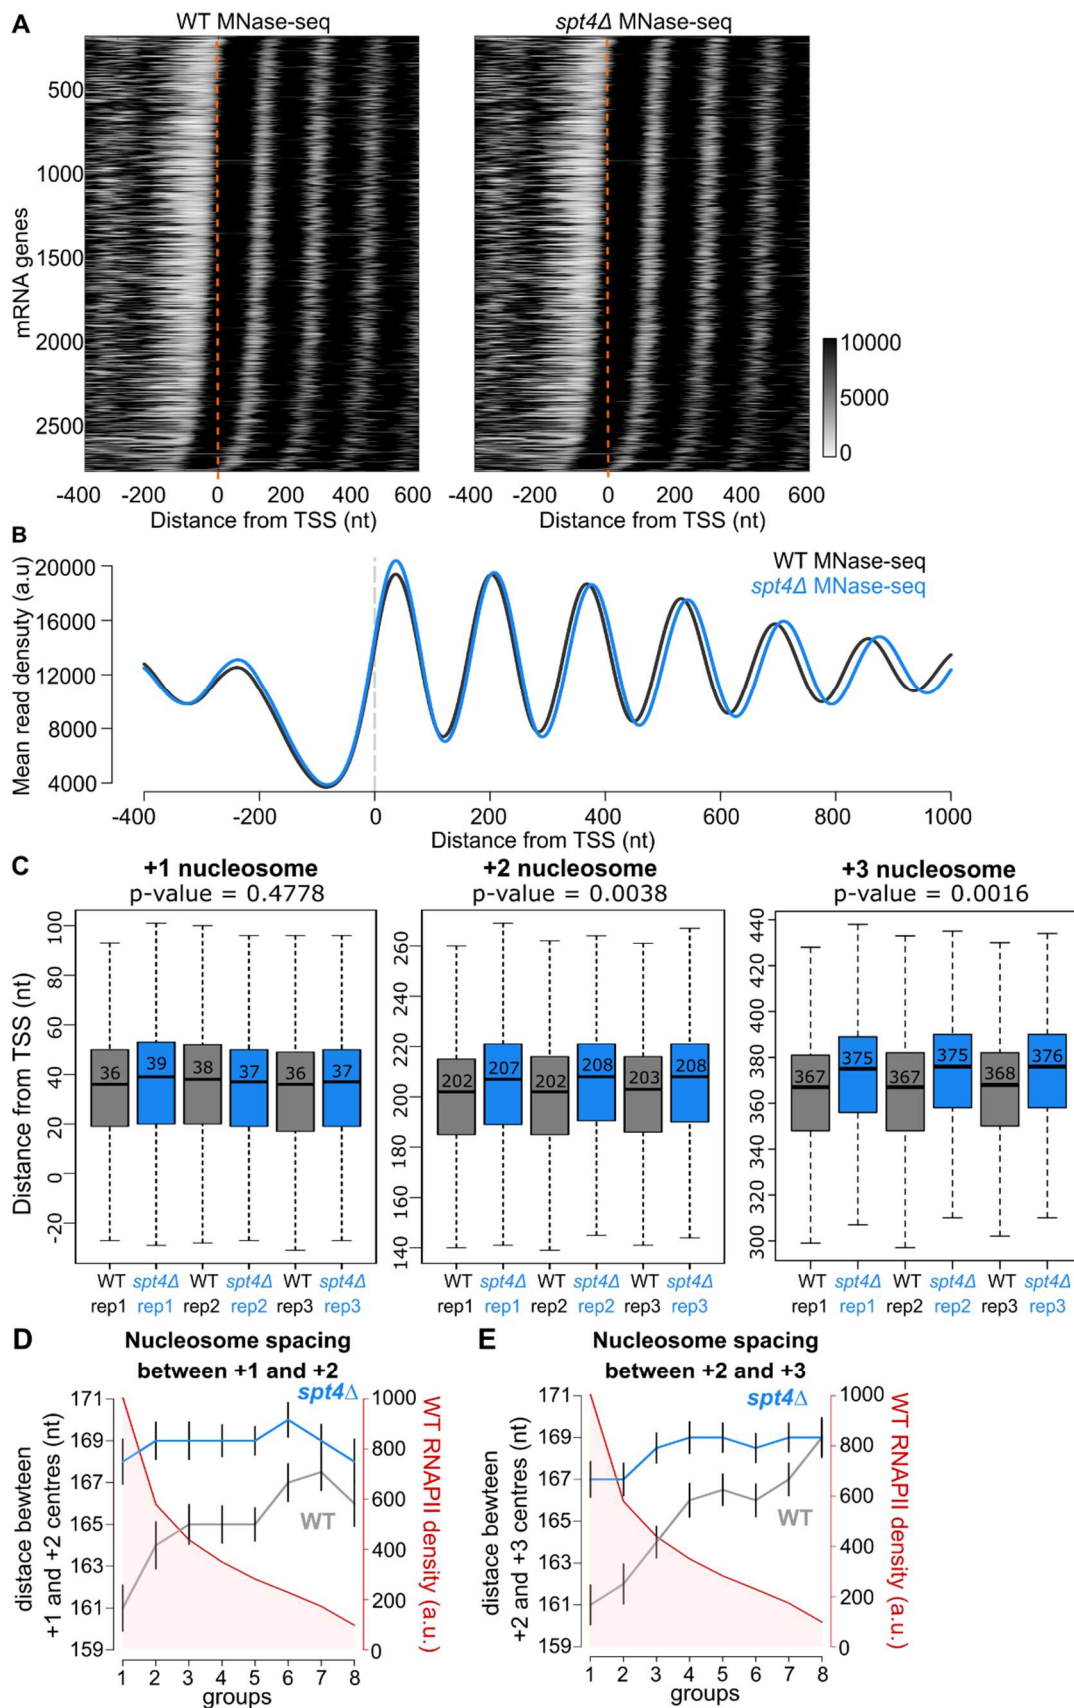 A
WT MNase-seq
spt4Δ MNase-seq
mRNA genes
500
1000
1500
2000
2500
10000
5000
0
-400 -200 0 200 400 600
-400 -200 0 200 400 600
Distance from TSS (nt)
Distance from TSS (nt)
B
Mean read densuty (a.u)
20000
16000
12000
8000
4000
WT MNase-seq
spt4Δ MNase-seq
-400 -200 0 200 400 600 800 1000
Distance from TSS (nt)
C
+1 nucleosome
p-value = 0.4778
+2 nucleosome
p-value = 0.0038
+3 nucleosome
p-value = 0.0016
Distance from TSS (nt)
100
80
60
40
20
0
-20
36 39 38 37 36 37
260
240
220
200
180
160
140
202 207 202 208 203 208
440
420
400
380
360
340
320
300
367 375 367 375 368 376
WT spt4Δ WT spt4Δ WT spt4Δ
rep1 rep1 rep2 rep2 rep3 rep3
WT spt4Δ WT spt4Δ WT spt4Δ
rep1 rep1 rep2 rep2 rep3 rep3
WT spt4Δ WT spt4Δ WT spt4Δ
rep1 rep1 rep2 rep2 rep3 rep3
D
Nucleosome spacing
between +1 and +2
spt4Δ
WT
distace bewteen
+1 and +2 centres (nt)
171
169
167
165
163
161
159
1000
800
600
400
200
0
WT RNAPII density (a.u.)
1 2 3 4 5 6 7 8
groups
E
Nucleosome spacing
between +2 and +3
spt4Δ
WT
distance bewteen
+2 and +3 centres (nt)
171
169
167
165
163
161
159
1000
800
600
400
200
0
WT RNAPII density (a.u.)
1 2 3 4 5 6 7 8
groups